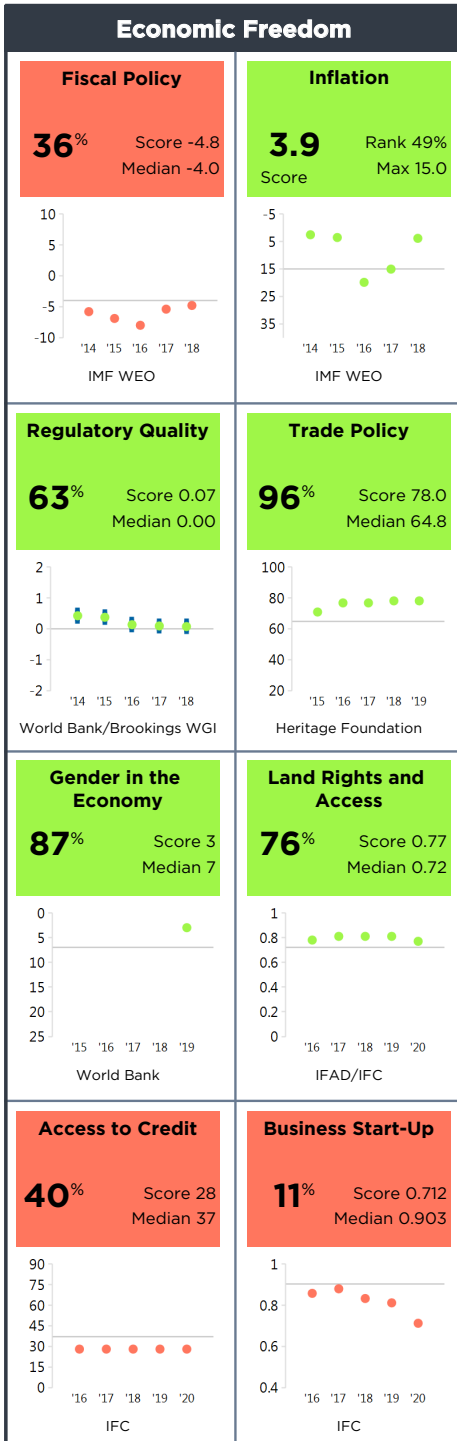 Economic Freedom
Fiscal Policy
36%
Score -4.8
Median -4.0
10
5
0
-5
-10
'14 '15 '16 '17 '18
IMF WEO
Inflation
3.9
Score
Rank 49%
Max 15.0
-5
5
15
25
35
'14 '15 '16 '17 '18
IMF WEO
Regulatory Quality
63%
Score 0.07
Median 0.00
2
1
0
-1
-2
'14 '15 '16 '17 '18
World Bank/Brookings WGI
Trade Policy
96%
Score 78.0
Median 64.8
100
80
60
40
20
'15 '16 '17 '18 '19
Heritage Foundation
Gender in the
Economy
87%
Score 3
Median 7
0
5
10
15
20
25
'15 '16 '17 '18 '19
World Bank
Land Rights and
Access
76%
Score 0.77
Median 0.72
1
0.8
0.6
0.4
0.2
0
'16 '17 '18 '19 '20
IFAD/IFC
Access to Credit
40%
Score 28
Median 37
90
75
60
45
30
15
0
'16 '17 '18 '19 '20
IFC
Business Start-Up
11%
Score 0.712
Median 0.903
1
0.8
0.6
0.4
'16 '17 '18 '19 '20
IFC